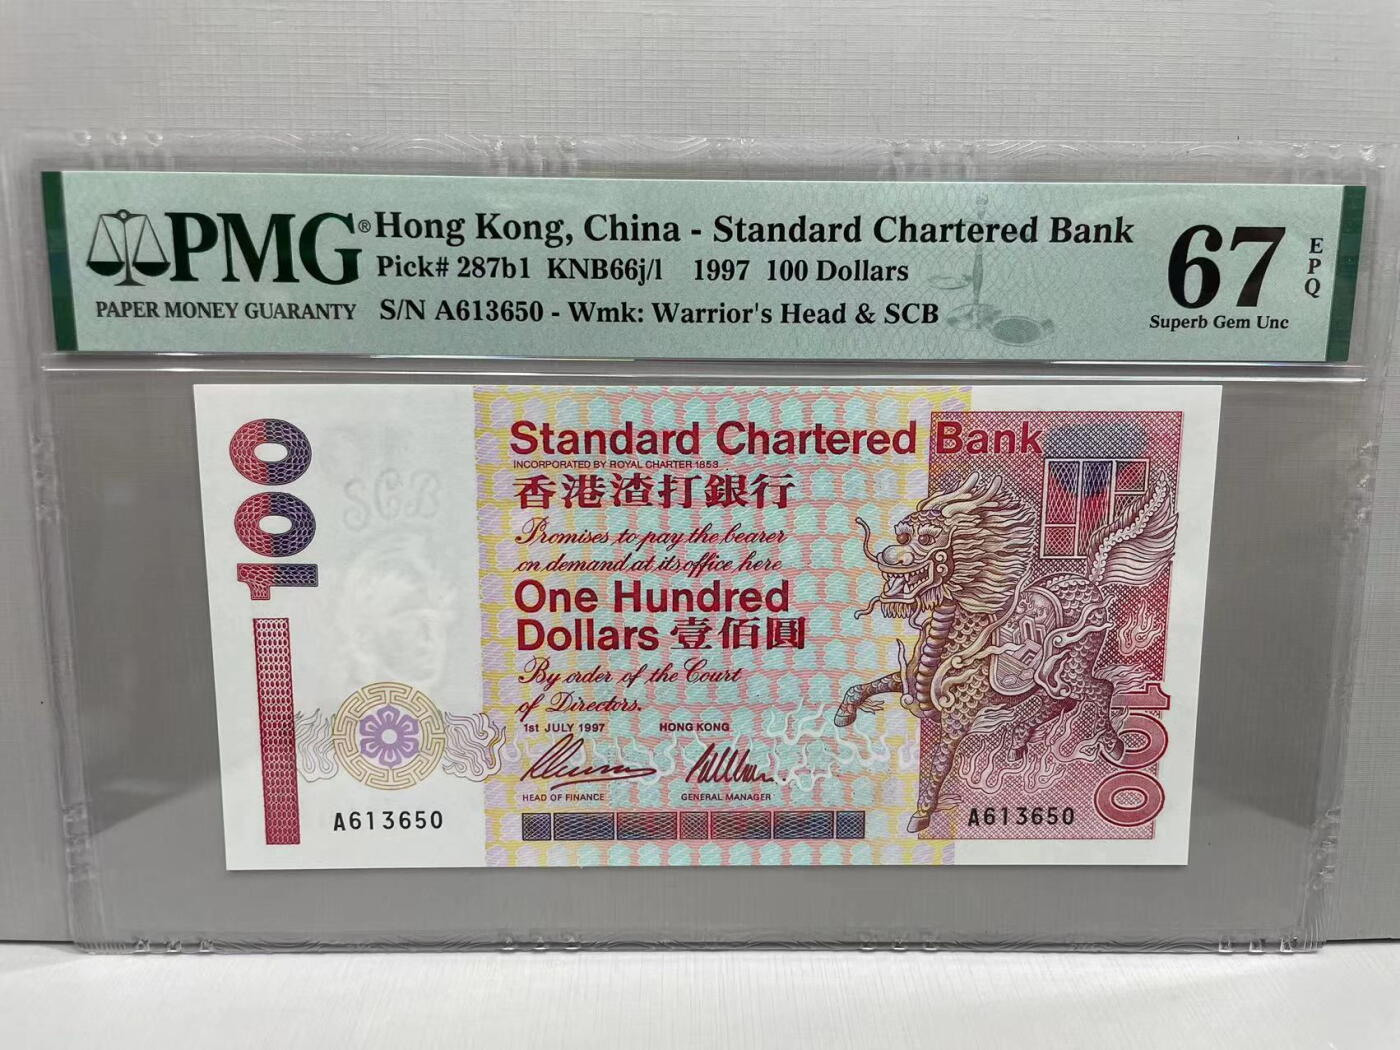 PMG®
PAPER MONEY GUARANTY
Hong Kong, China - Standard Chartered Bank
Pick# 287b1 KNB66j/l 1997 100 Dollars
S/N A613650 - Wmk: Warrior's Head & SCB
67
EPQ
Superb Gem Unc
100
SCB
Standard Chartered Bank
INCORPORATED BY ROYAL CHARTER 1853
香港渣打銀行
Promises to pay the bearer
on demand at its office here
One Hundred
Dollars 壹佰圓
By order of the Court
of Directors.
1st JULY 1997 HONG KONG
HEAD OF FINANCE GENERAL MANAGER
A613650
A613650
100